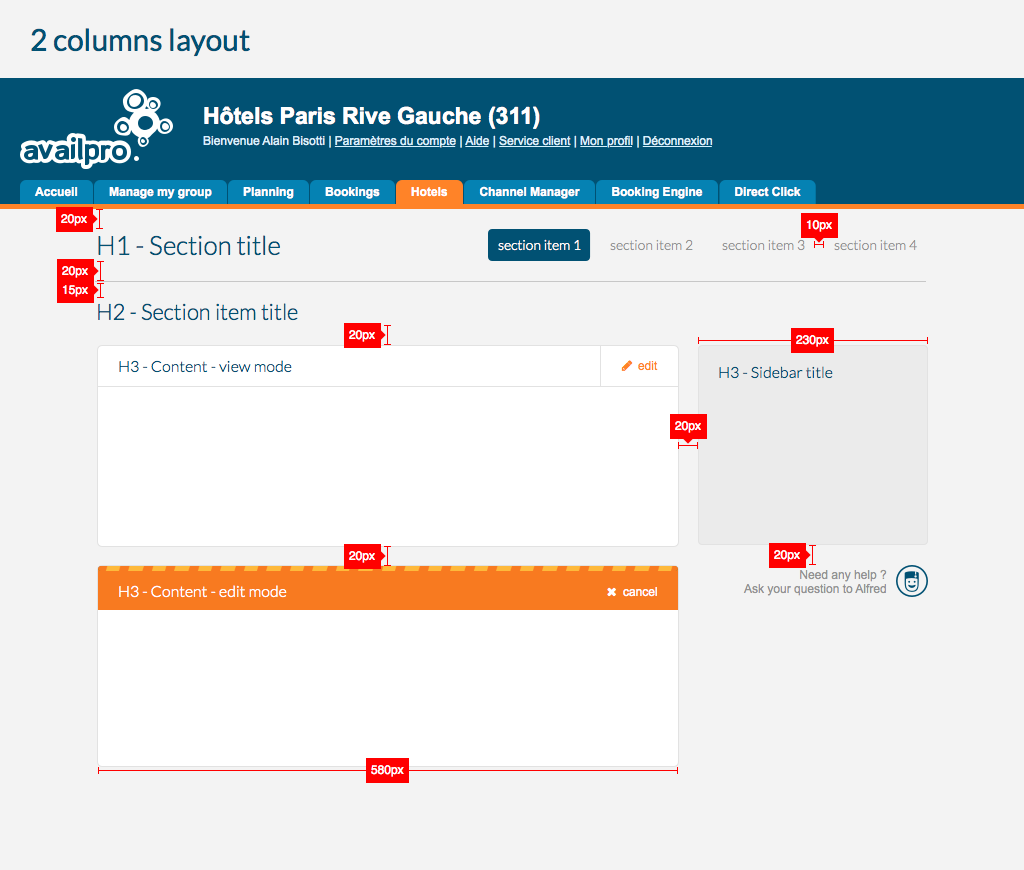 2 columns layout
availpro
Hôtels Paris Rive Gauche (311)
Bienvenue Alain Bisotti | Paramètres du compte | Aide | Service client | Mon profil | Déconnexion
Accueil Manage my group Planning Bookings Hotels Channel Manager Booking Engine Direct Click
20px
10px
H1 - Section title section item 1 section item 2 section item 3 section item 4
20px
15px
H2 - Section item title
20px
230px
H3 - Content - view mode edit
H3 - Sidebar title
20px
20px
20px
Need any help ?
Ask your question to Alfred
H3 - Content - edit mode cancel
580px